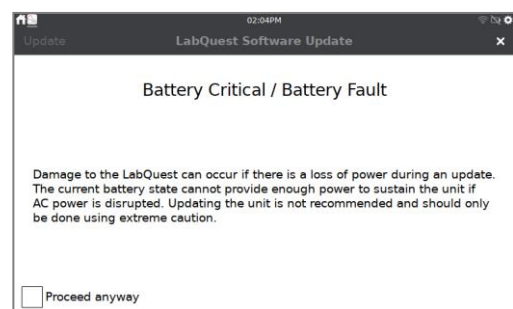 02:04PM
Update LabQuest Software Update ×
Battery Critical / Battery Fault
Damage to the LabQuest can occur if there is a loss of power during an update.
The current battery state cannot provide enough power to sustain the unit if
AC power is disrupted. Updating the unit is not recommended and should only
be done using extreme caution.
Proceed anyway